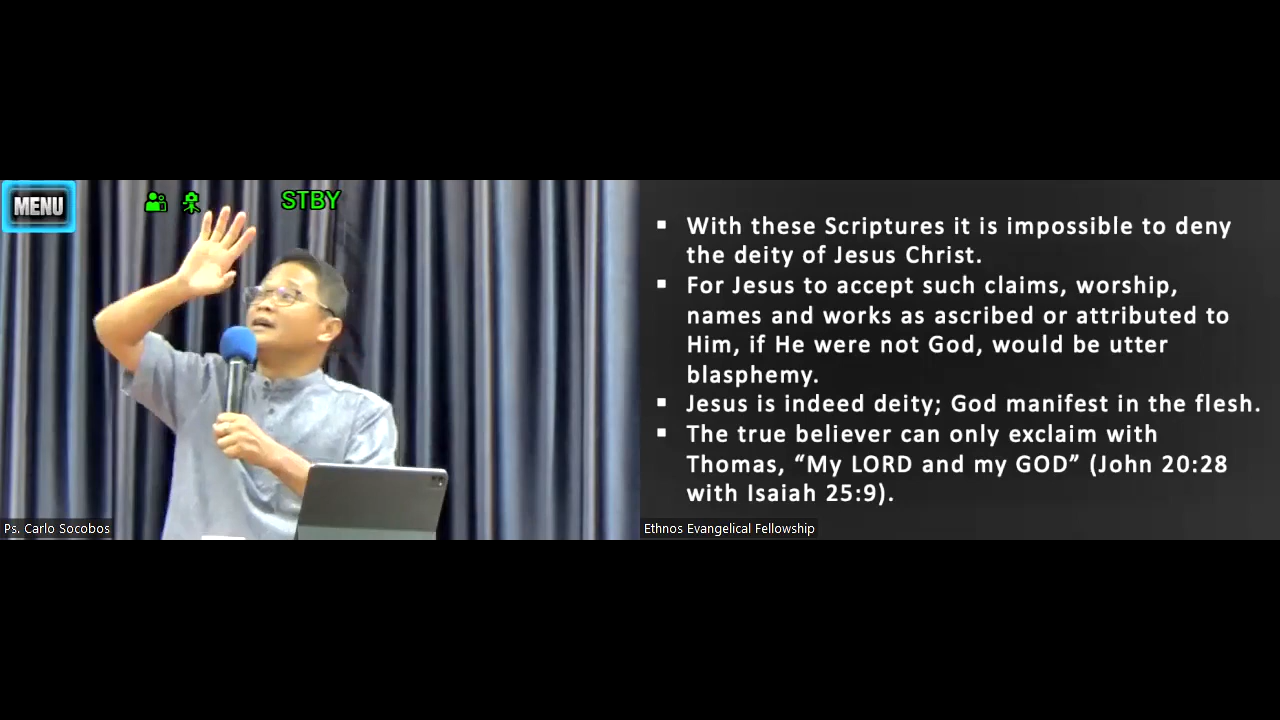 MENU
STBY
Ps. Carlo Socobos
▪ With these Scriptures it is impossible to deny
the deity of Jesus Christ.
▪ For Jesus to accept such claims, worship,
names and works as ascribed or attributed to
Him, if He were not God, would be utter
blasphemy.
▪ Jesus is indeed deity; God manifest in the flesh.
▪ The true believer can only exclaim with
Thomas, “My LORD and my GOD” (John 20:28
with Isaiah 25:9).
Ethnos Evangelical Fellowship